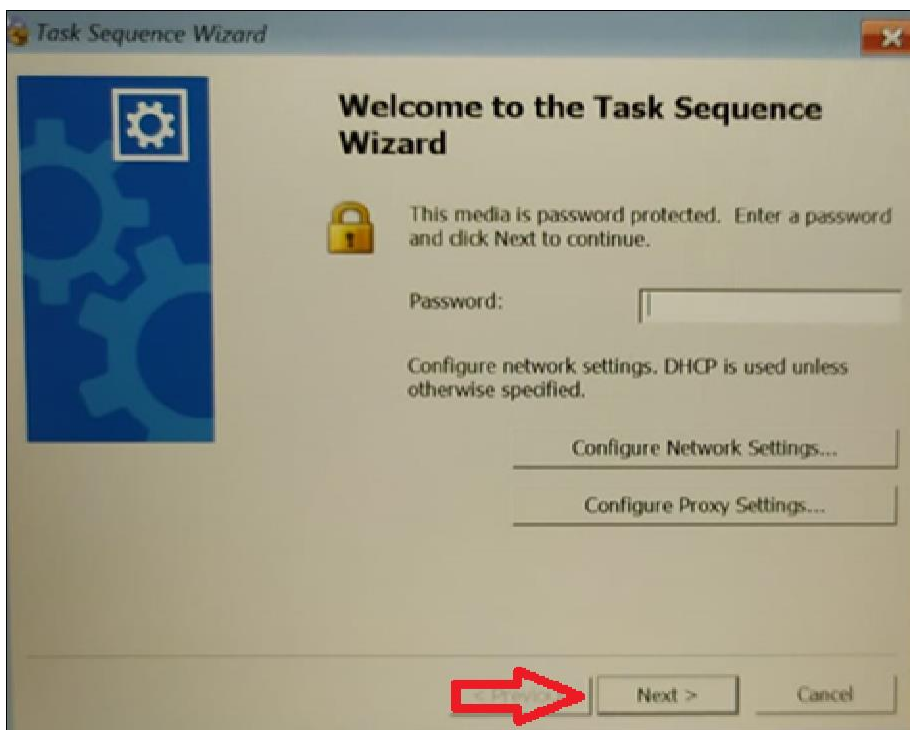 Task Sequence Wizard
Welcome to the Task Sequence
Wizard
This media is password protected. Enter a password
and click Next to continue.
Password:
Configure network settings. DHCP is used unless
otherwise specified.
Configure Network Settings...
Configure Proxy Settings...
< Previous
Next >
Cancel